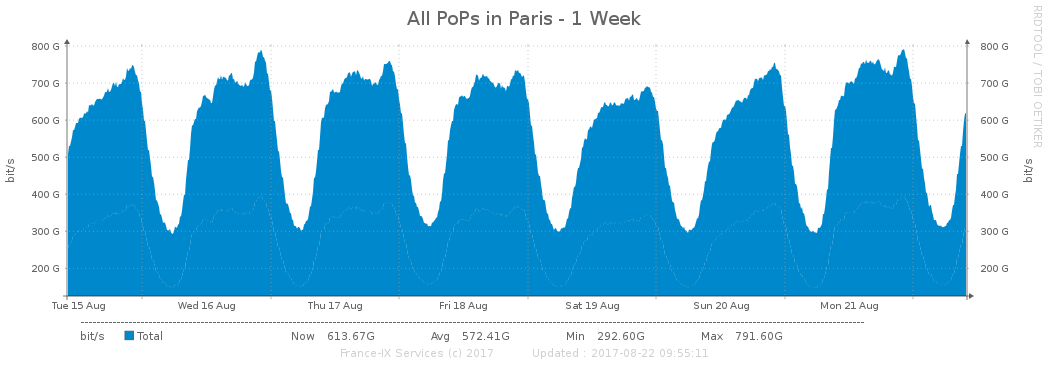 All PoPs in Paris - 1 Week
RRDTOOL / TOBI OETIKER
800 G 800 G
700 G 700 G
600 G 600 G
500 G 500 G
400 G 400 G
300 G 300 G
200 G 200 G
bit/s bit/s
Tue 15 Aug Wed 16 Aug Thu 17 Aug Fri 18 Aug Sat 19 Aug Sun 20 Aug Mon 21 Aug
bit/s Total Now 613.67G Avg 572.41G Min 292.60G Max 791.60G
France-IX Services (c) 2017 Updated : 2017-08-22 09:55:11